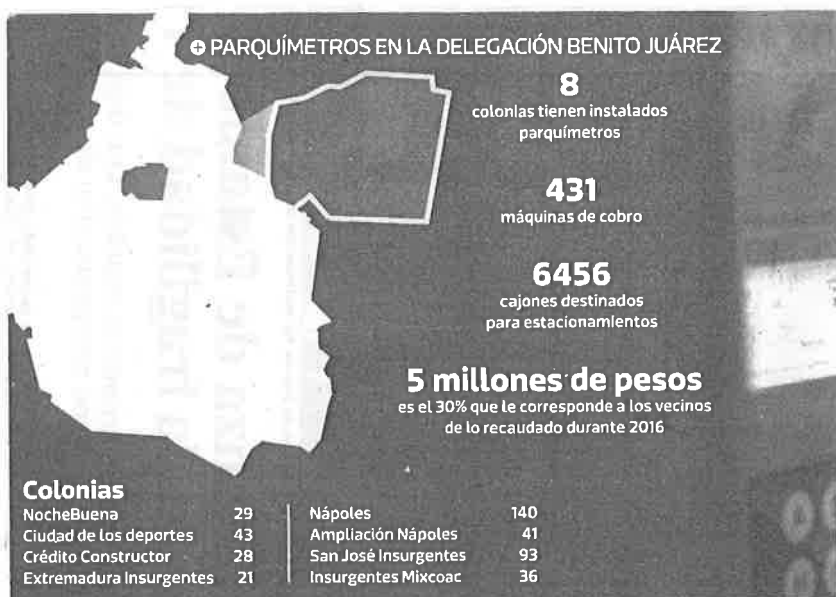 ⊕ PARQUÍMETROS EN LA DELEGACIÓN BENITO JUÁREZ
8
colonias tienen instalados
parquímetros
431
máquinas de cobro
6456
cajones destinados
para estacionamientos
5 millones de pesos
es el 30% que le corresponde a los vecinos
de lo recaudado durante 2016
Colonias
NocheBuena 29
Ciudad de los deportes 43
Crédito Constructor 28
Extremadura Insurgentes 21
Nápoles 140
Ampliación Nápoles 41
San José Insurgentes 93
Insurgentes Mixcoac 36